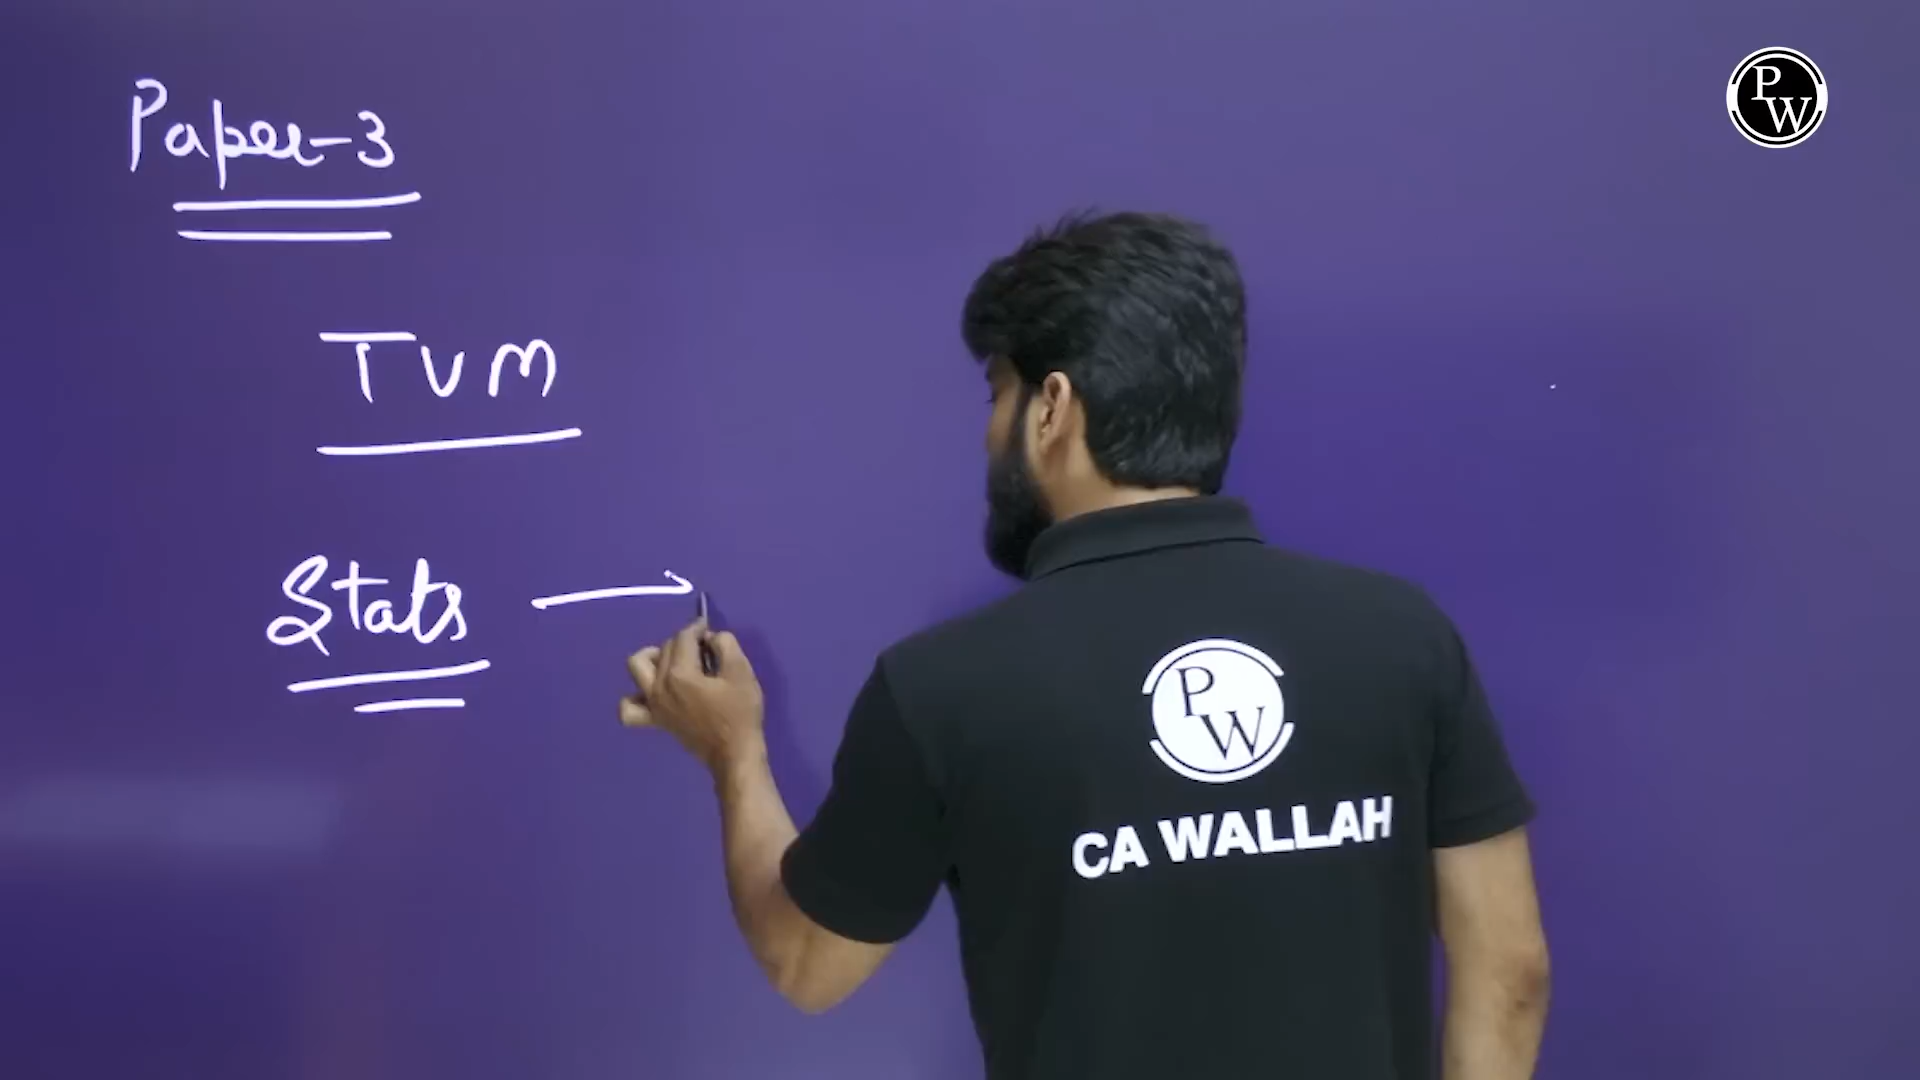 Paper-3
TVM
Stats →
PW
PW
CA WALLAH